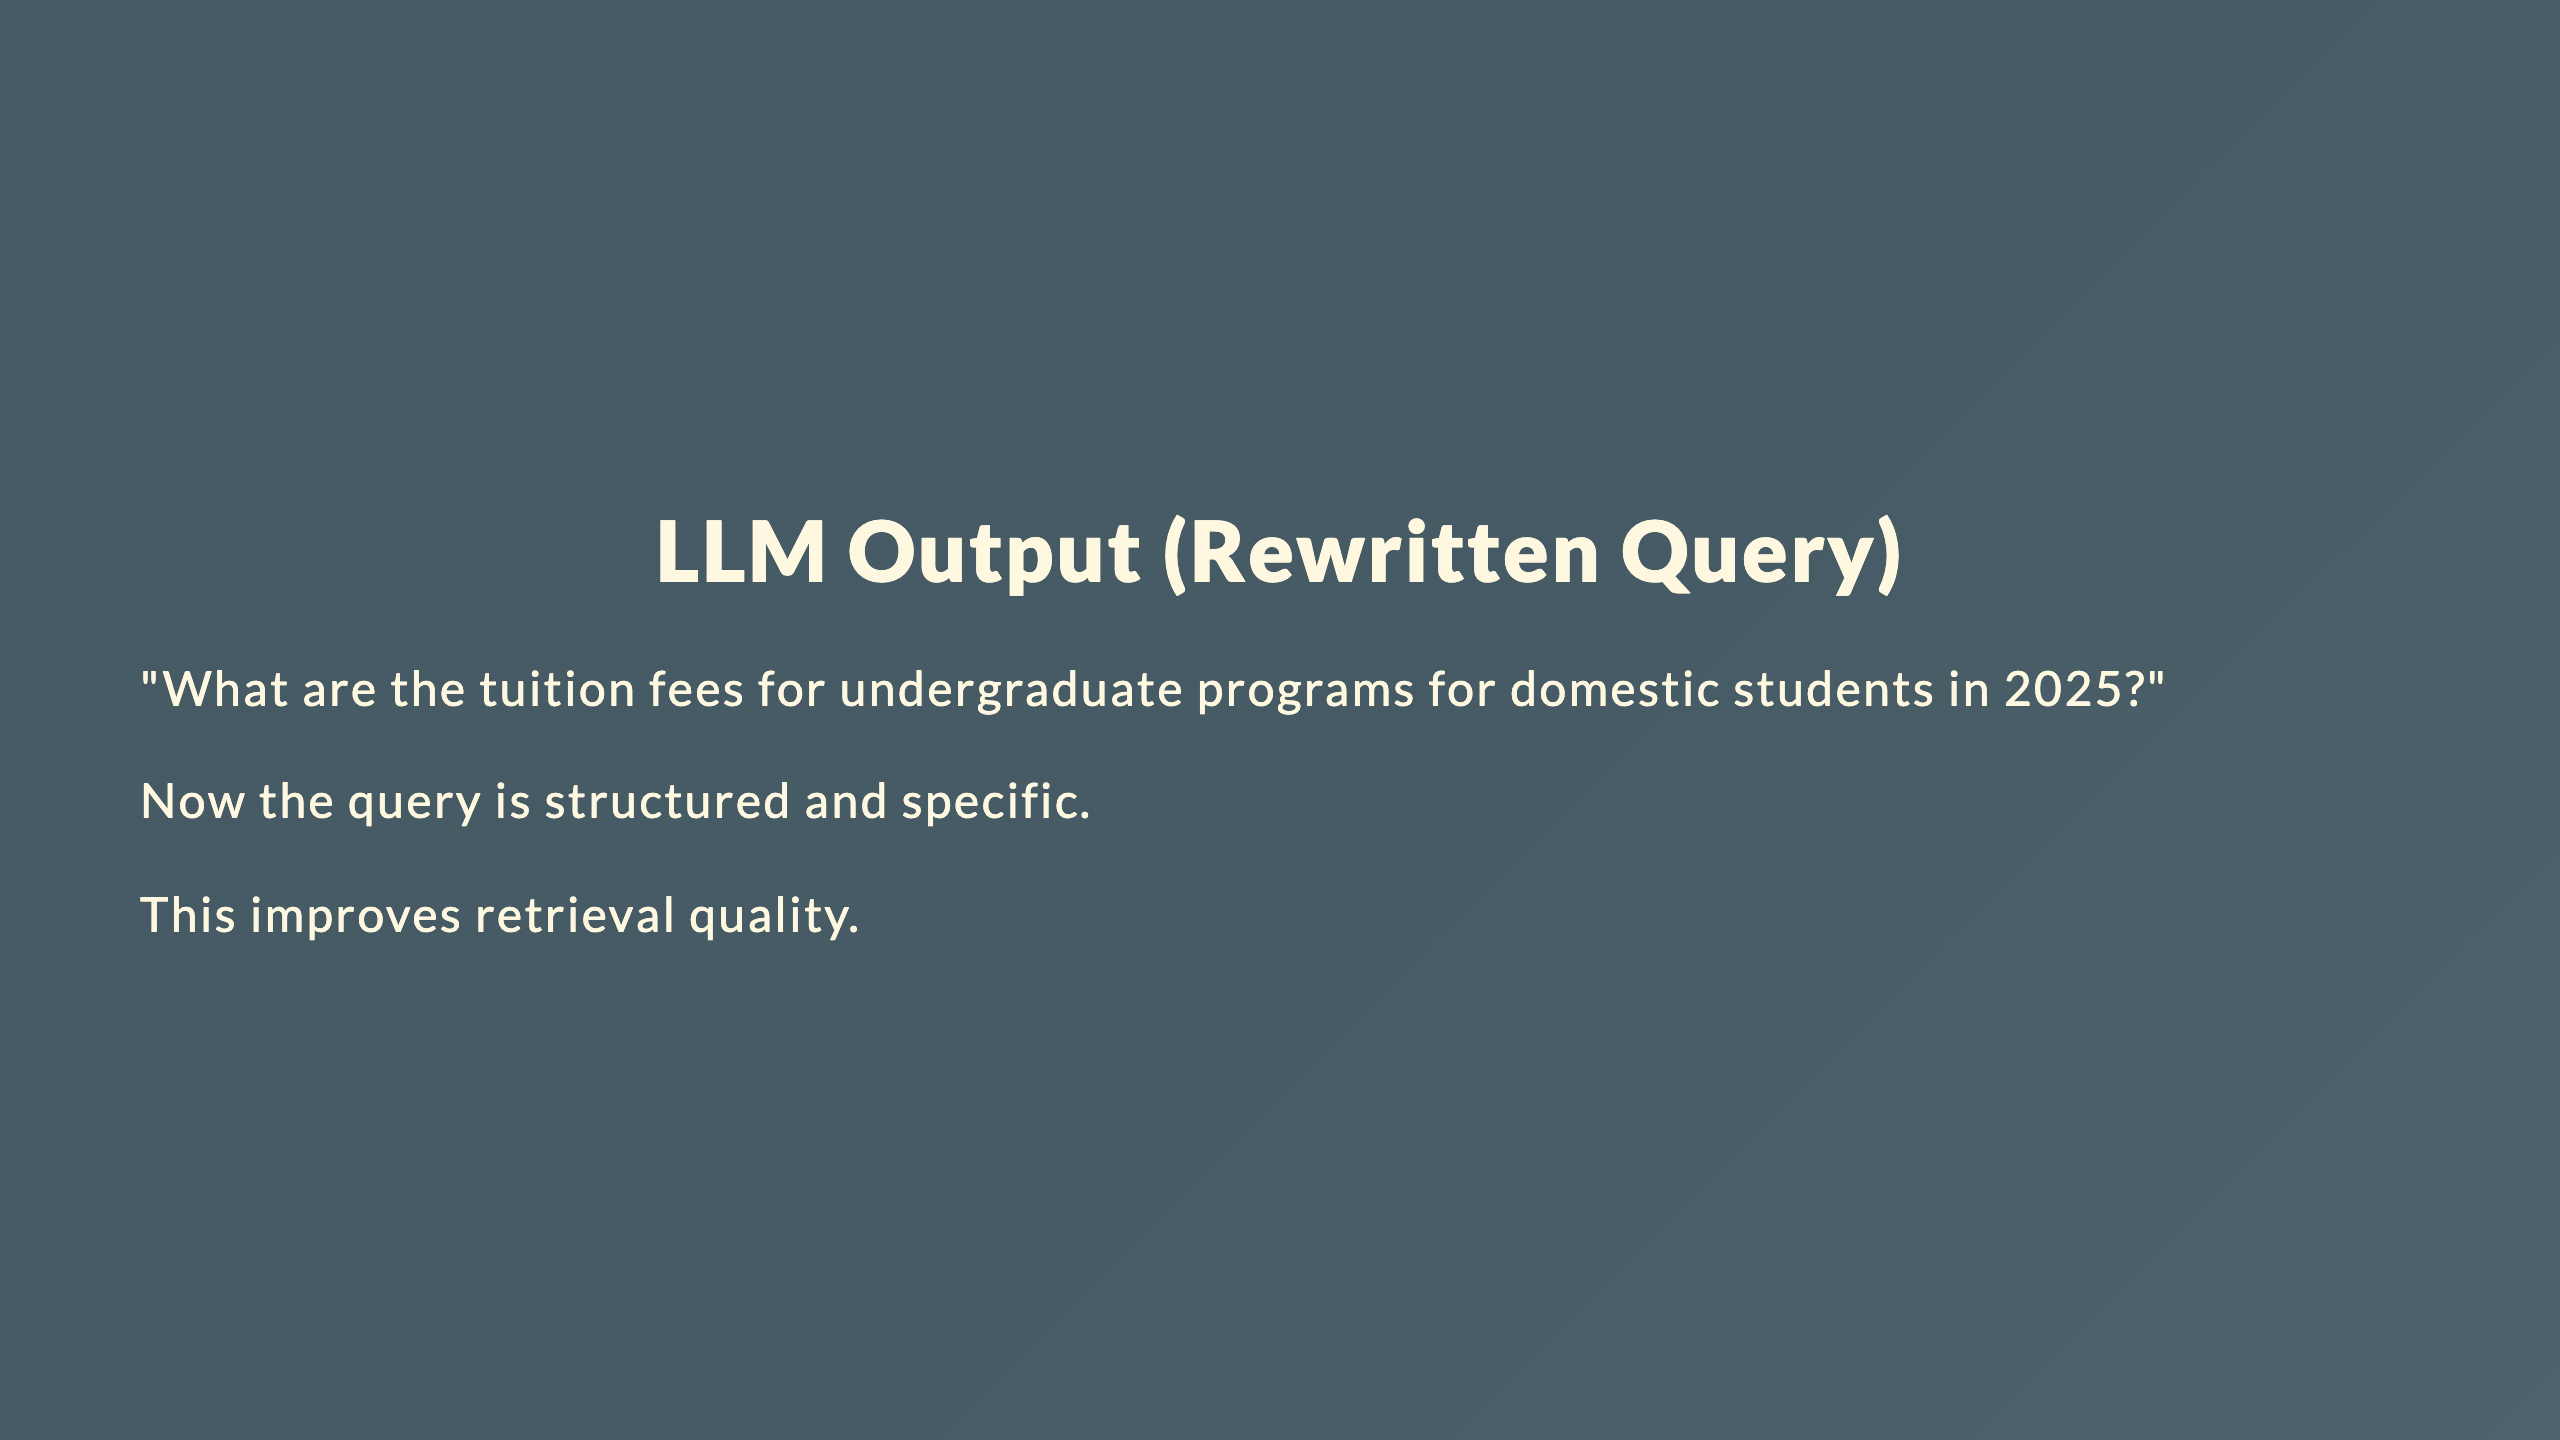 LLM Output (Rewritten Query)
"What are the tuition fees for undergraduate programs for domestic students in 2025?"
Now the query is structured and specific.
This improves retrieval quality.